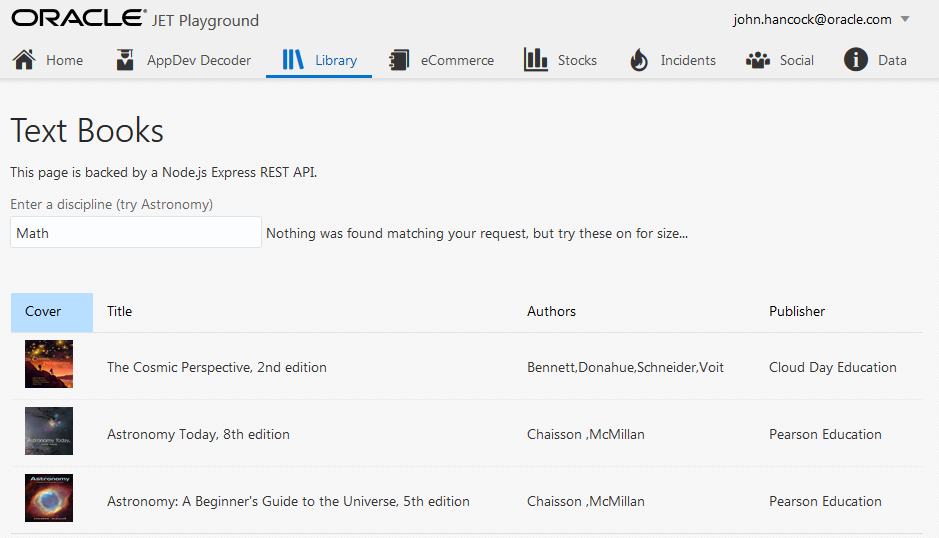 ORACLE® JET Playground
john.hancock@oracle.com
Home AppDev Decoder Library eCommerce Stocks Incidents Social Data
Text Books
This page is backed by a Node.js Express REST API.
Enter a discipline (try Astronomy)
Math Nothing was found matching your request, but try these on for size...
Cover Title Authors Publisher
The Cosmic Perspective, 2nd edition Bennett,Donahue,Schneider,Voit Cloud Day Education
Astronomy Today, Astronomy Today, 8th edition Chaisson ,McMillan Pearson Education
Astronomy Astronomy: A Beginner's Guide to the Universe, 5th edition Chaisson ,McMillan Pearson Education